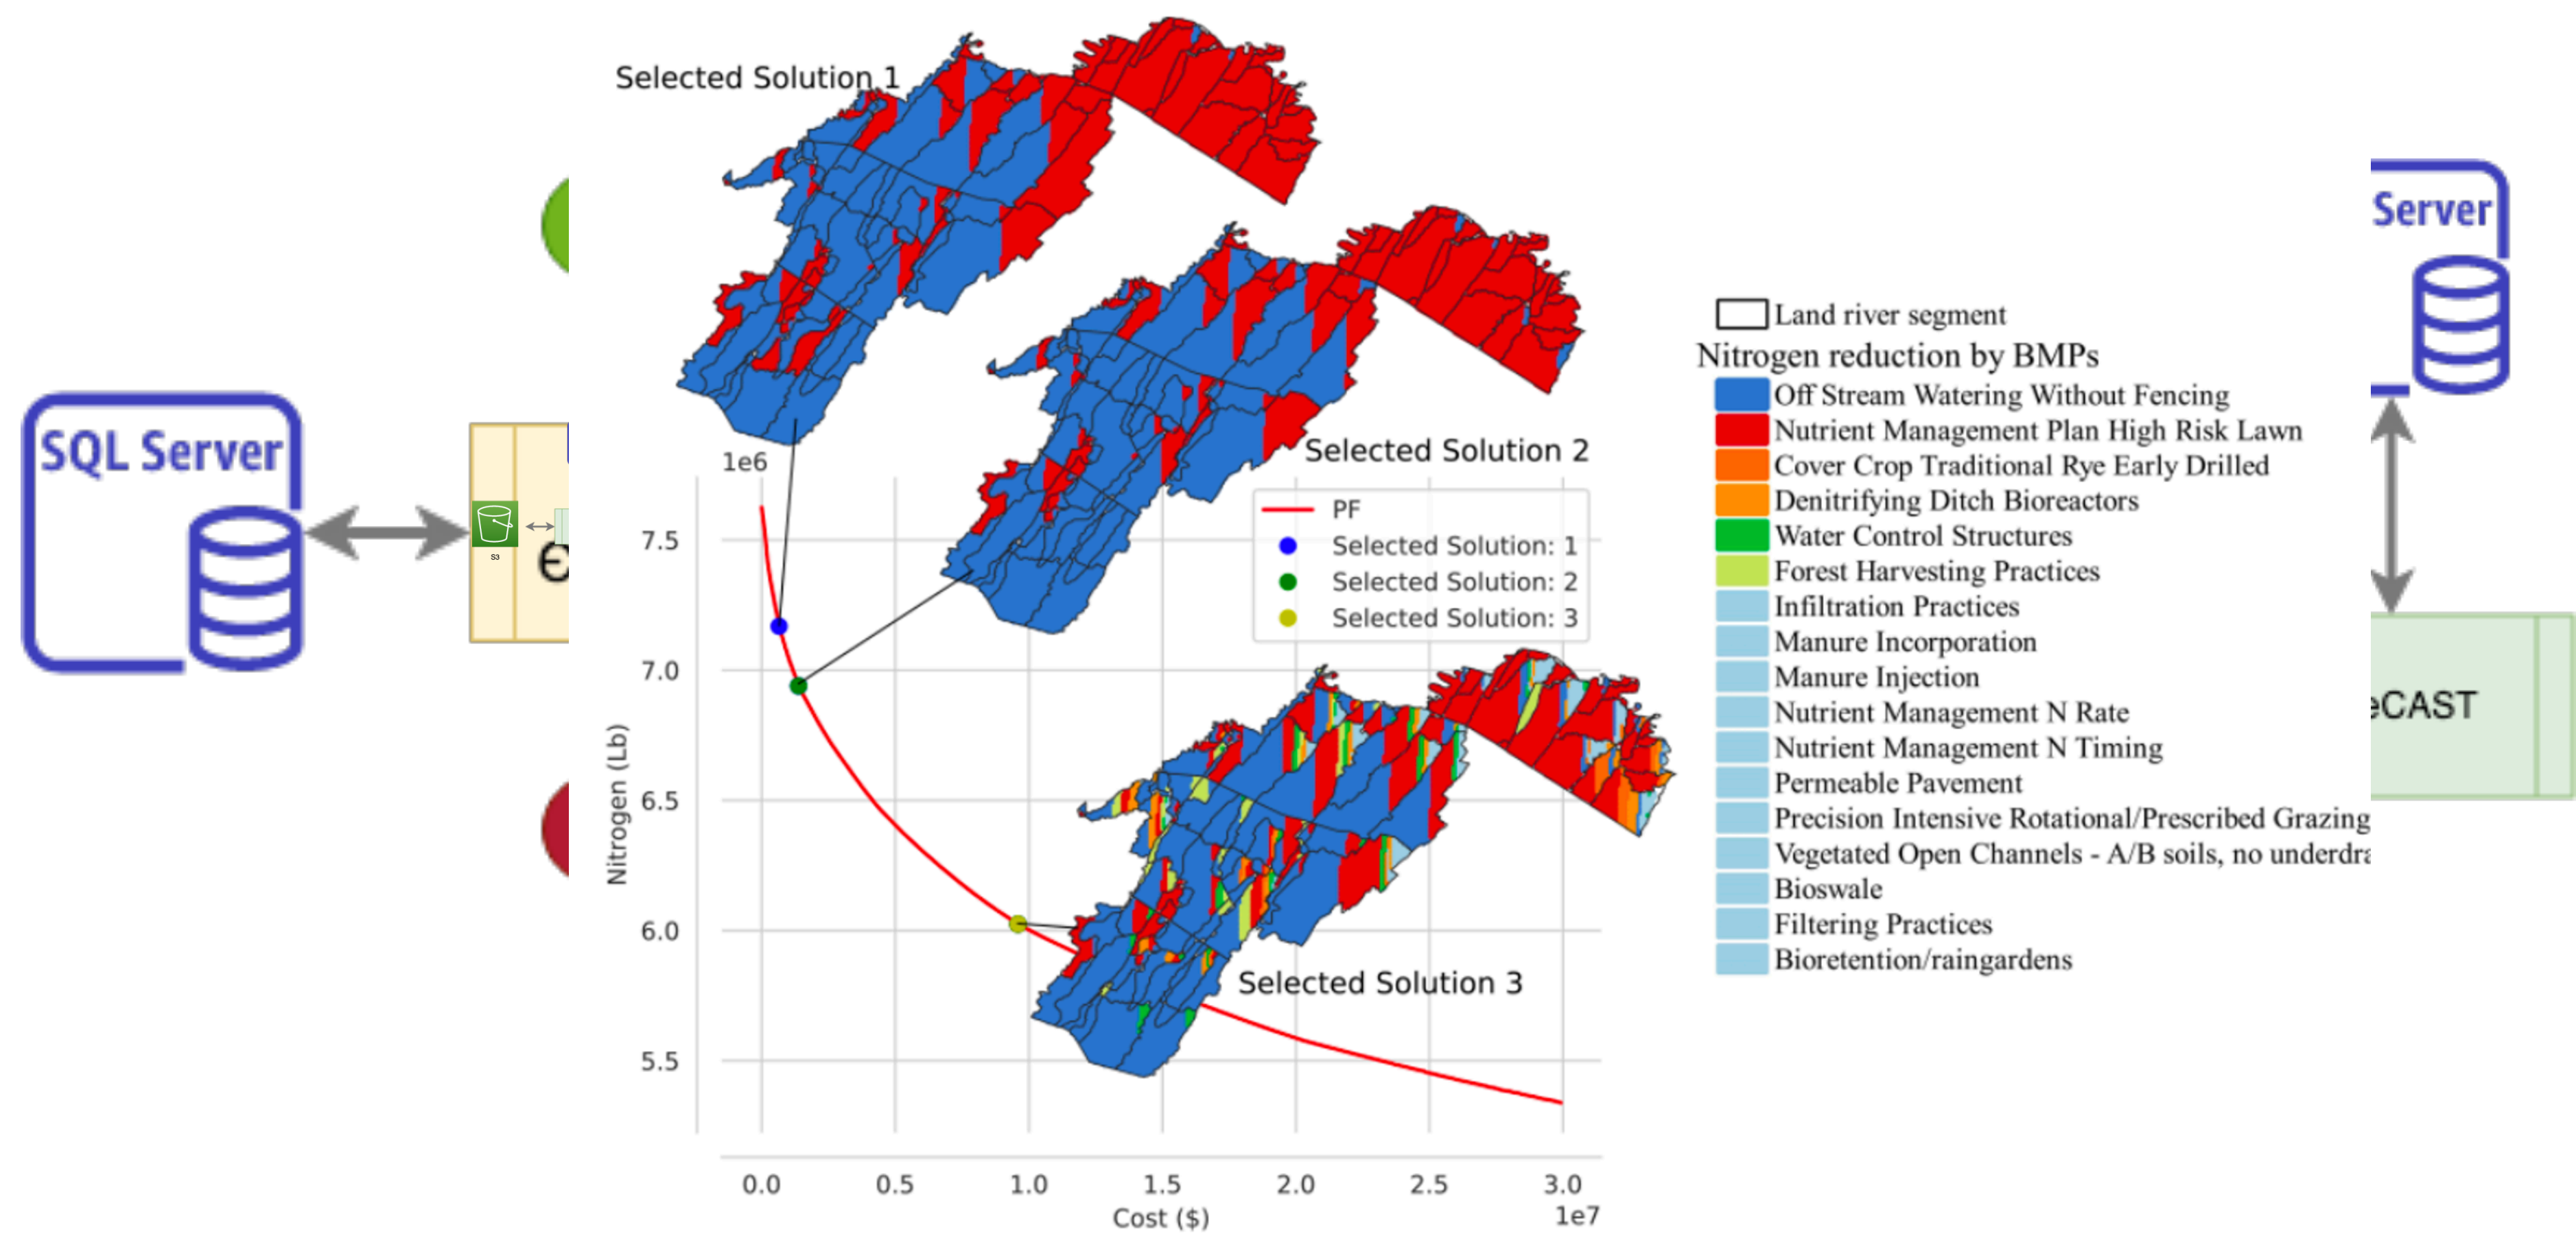 Selected Solution 1
Server
SQL Server
S3
Selected Solution 2
1e6
PF
Selected Solution: 1
Selected Solution: 2
Selected Solution: 3
7.5
7.0
6.5
6.0
5.5
Nitrogen (Lb)
Selected Solution 3
0.0
0.5
1.0
1.5
2.0
2.5
3.0
Cost ($)
1e7
Land river segment
Nitrogen reduction by BMPs
Off Stream Watering Without Fencing
Nutrient Management Plan High Risk Lawn
Cover Crop Traditional Rye Early Drilled
Denitrifying Ditch Bioreactors
Water Control Structures
Forest Harvesting Practices
Infiltration Practices
Manure Incorporation
Manure Injection
Nutrient Management N Rate
Nutrient Management N Timing
Permeable Pavement
Precision Intensive Rotational/Prescribed Grazing
Vegetated Open Channels - A/B soils, no underdra
Bioswale
Filtering Practices
Bioretention/raingardens
eCAST